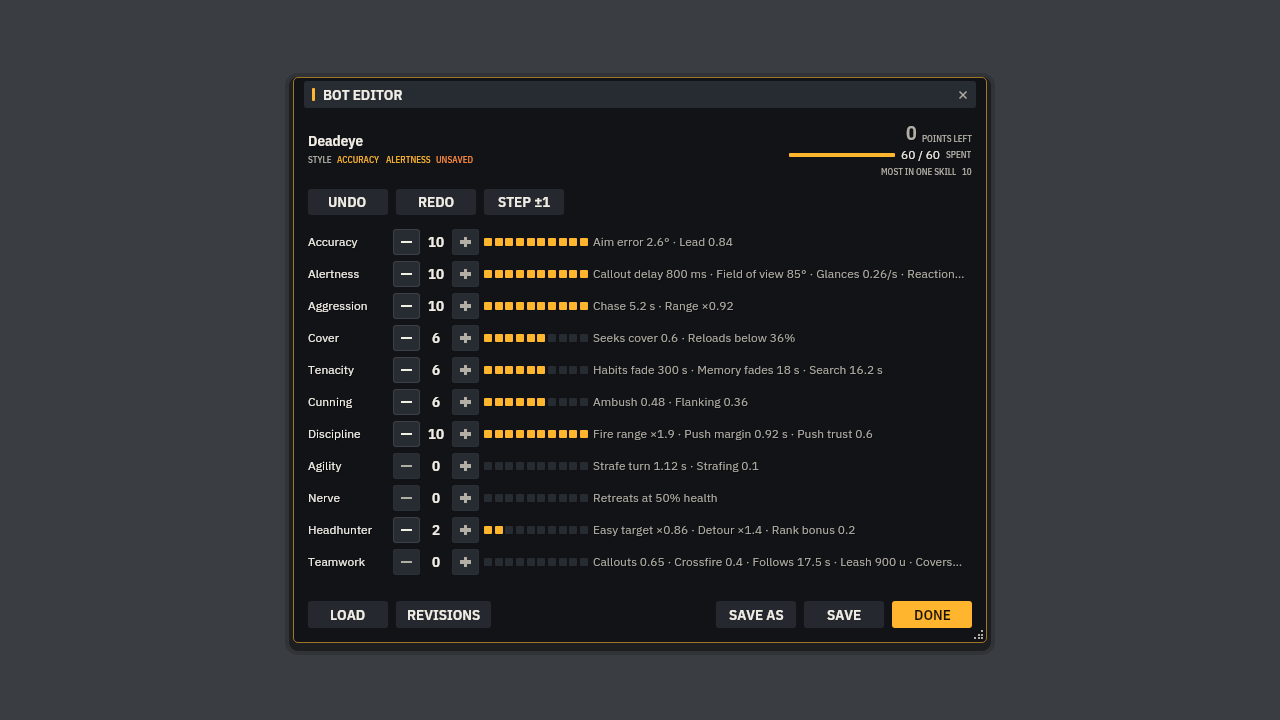 BOT EDITOR
Deadeye
0 POINTS LEFT
STYLE ACCURACY ALERTNESS UNSAVED
60 / 60 SPENT
MOST IN ONE SKILL 10
UNDO REDO STEP ±1
Accuracy 10 Aim error 2.6° · Lead 0.84
Alertness 10 Callout delay 800 ms · Field of view 85° · Glances 0.26/s · Reaction...
Aggression 10 Chase 5.2 s · Range ×0.92
Cover 6 Seeks cover 0.6 · Reloads below 36%
Tenacity 6 Habits fade 300 s · Memory fades 18 s · Search 16.2 s
Cunning 6 Ambush 0.48 · Flanking 0.36
Discipline 10 Fire range ×1.9 · Push margin 0.92 s · Push trust 0.6
Agility 0 Strafe turn 1.12 s · Strafing 0.1
Nerve 0 Retreats at 50% health
Headhunter 2 Easy target ×0.86 · Detour ×1.4 · Rank bonus 0.2
Teamwork 0 Callouts 0.65 · Crossfire 0.4 · Follows 17.5 s · Leash 900 u · Covers...
LOAD REVISIONS SAVE AS SAVE DONE